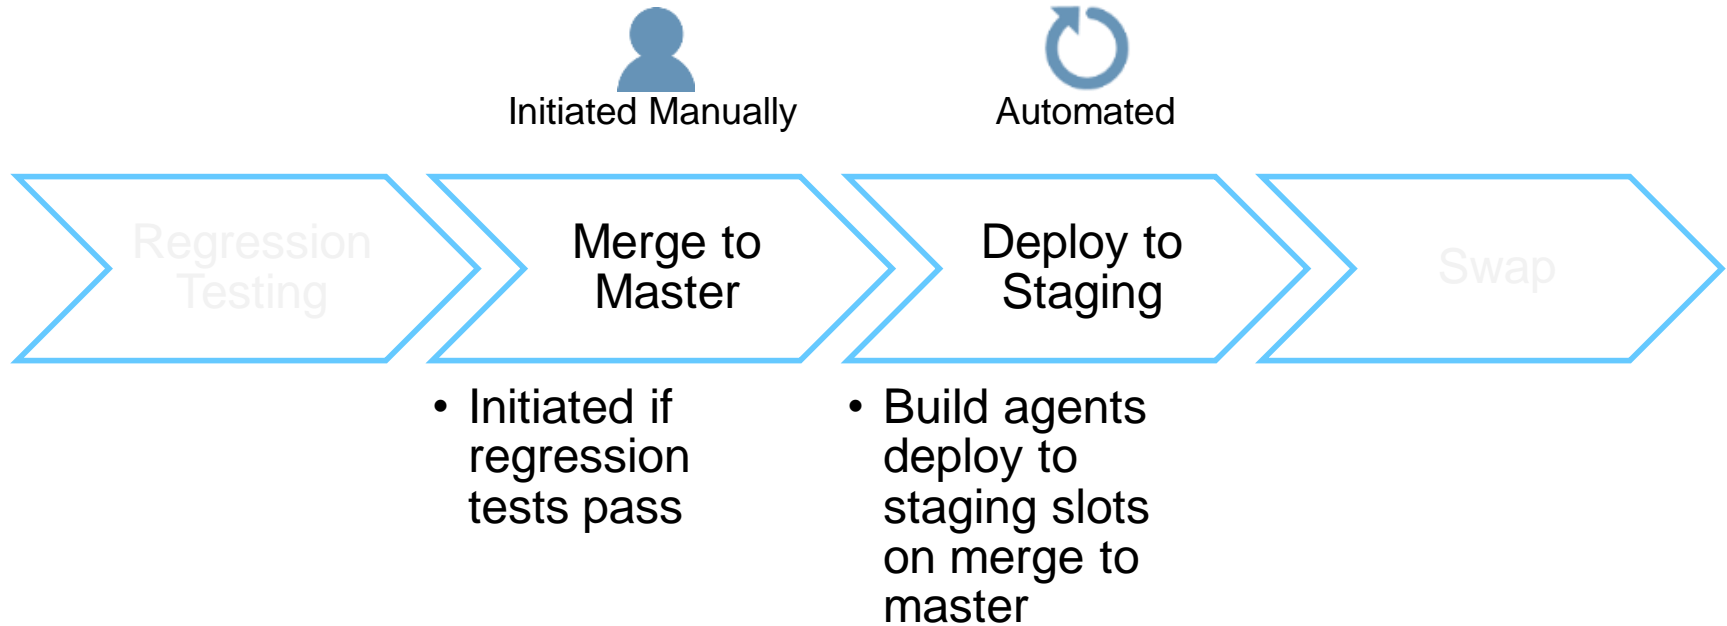 Initiated Manually
Automated
Regression
Testing
Merge to
Master
Deploy to
Staging
Swap
• Initiated if
regression
tests pass
• Build agents
deploy to
staging slots
on merge to
master